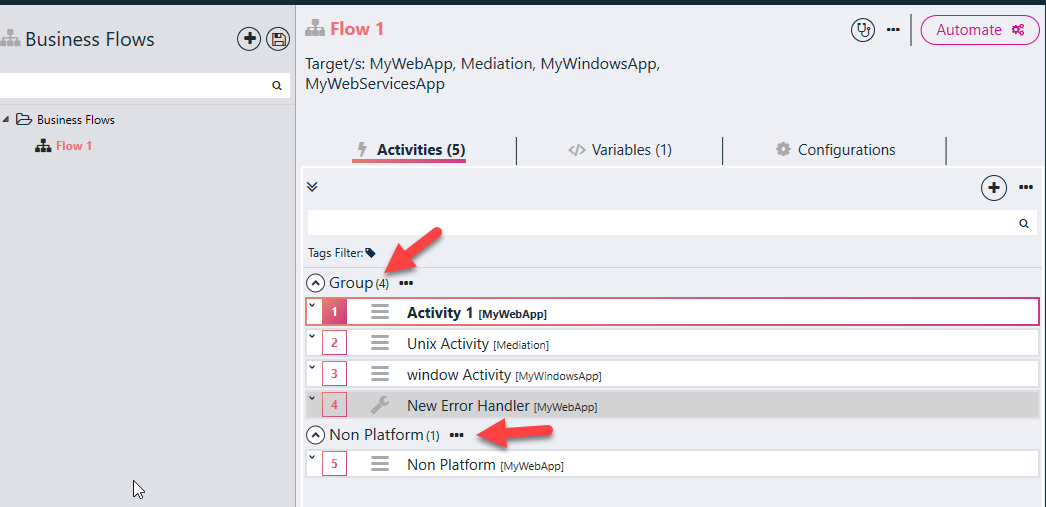 Business Flows
Business Flows
Flow 1
Flow 1
Automate
Target/s: MyWebApp, Mediation, MyWindowsApp,
MyWebServicesApp
Activities (5)
Variables (1)
Configurations
Tags Filter:
Group (4)
1 Activity 1 [MyWebApp]
2 Unix Activity [Mediation]
3 window Activity [MyWindowsApp]
4 New Error Handler [MyWebApp]
Non Platform (1)
5 Non Platform [MyWebApp]